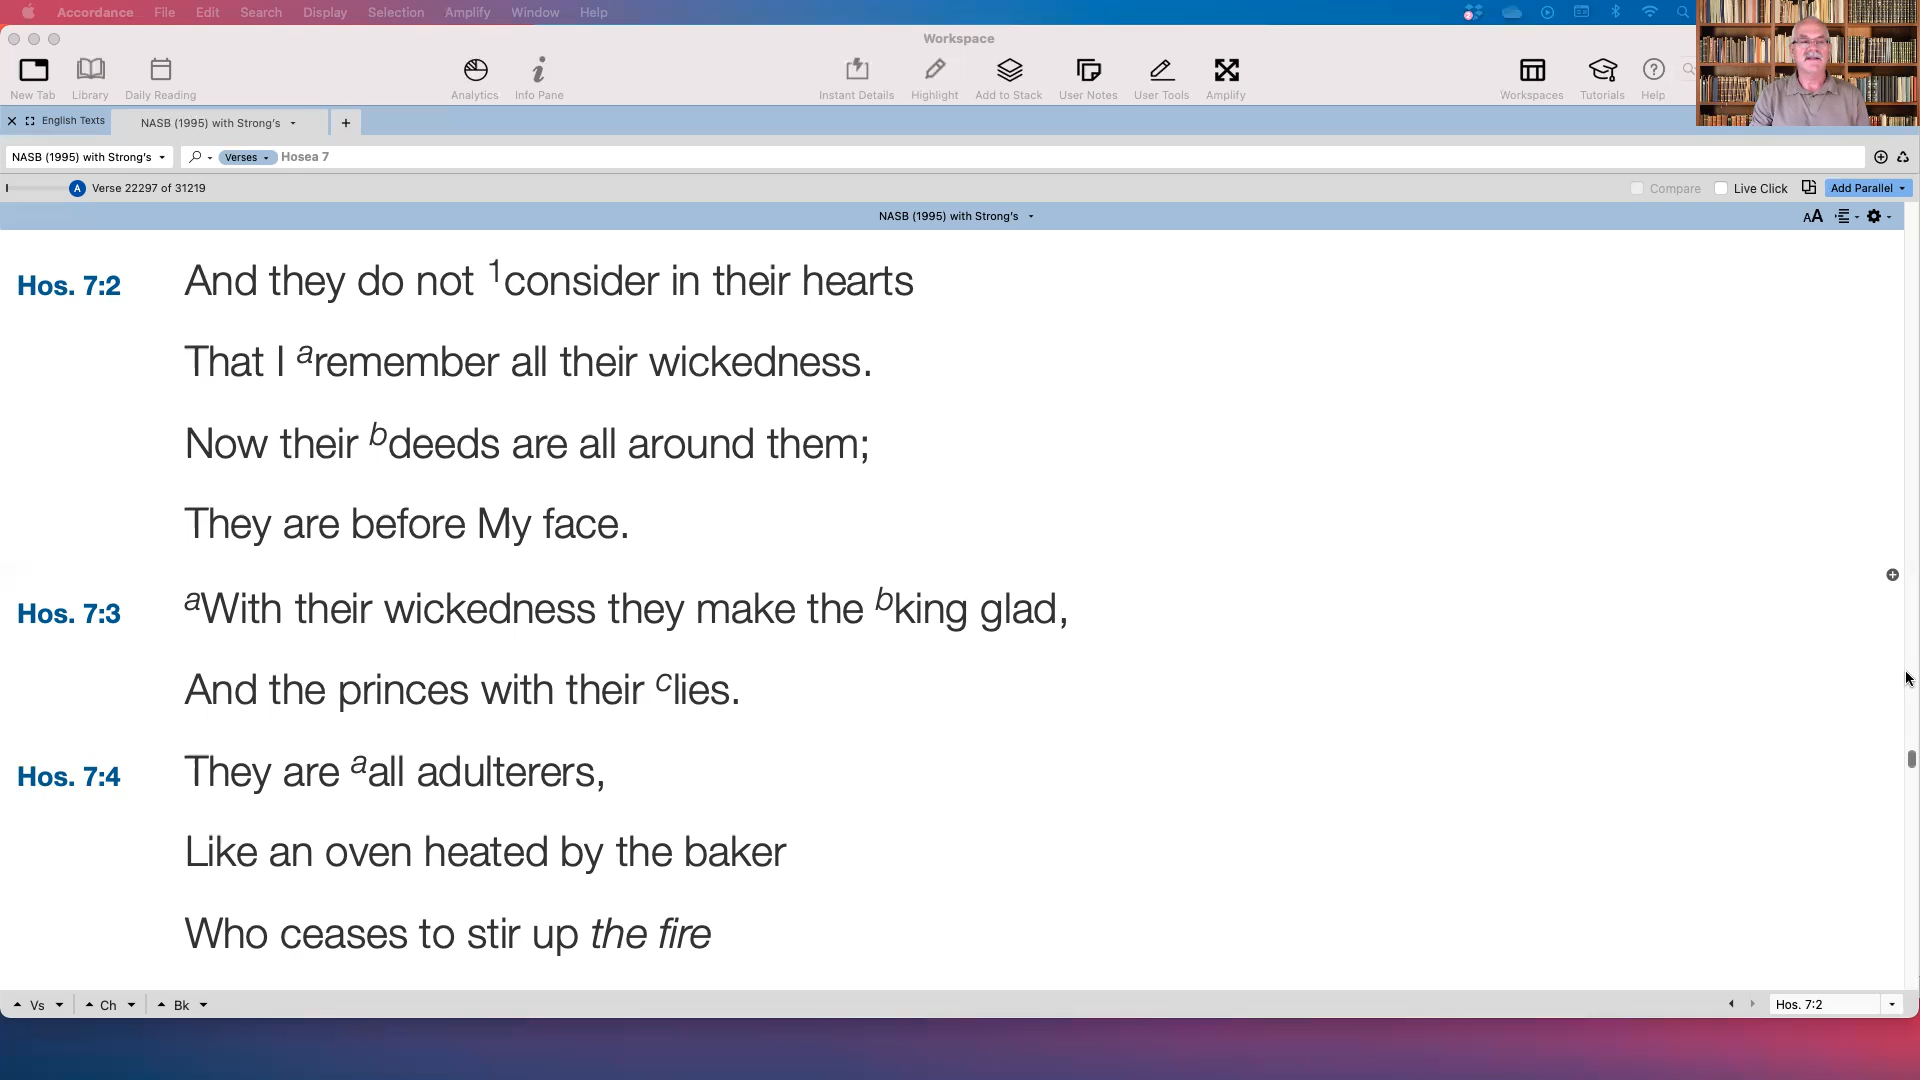 Accordance File Edit Search Display Selection Amplify Window Help
Workspace
New Tab Library Daily Reading Analytics Info Pane Instant Details Highlight Add to Stack User Notes User Tools Amplify Workspaces Tutorials Help
English Texts NASB (1995) with Strong's
NASB (1995) with Strong's Verses Hosea 7
A Verse 22297 of 31219 Compare Live Click Add Parallel
NASB (1995) with Strong's AA
Hos. 7:2 And they do not 1consider in their hearts
That I aremember all their wickedness.
Now their bdeeds are all around them;
They are before My face.
Hos. 7:3 aWith their wickedness they make the bking glad,
And the princes with their clies.
Hos. 7:4 They are aall adulterers,
Like an oven heated by the baker
Who ceases to stir up the fire
Vs Ch Bk Hos. 7:2